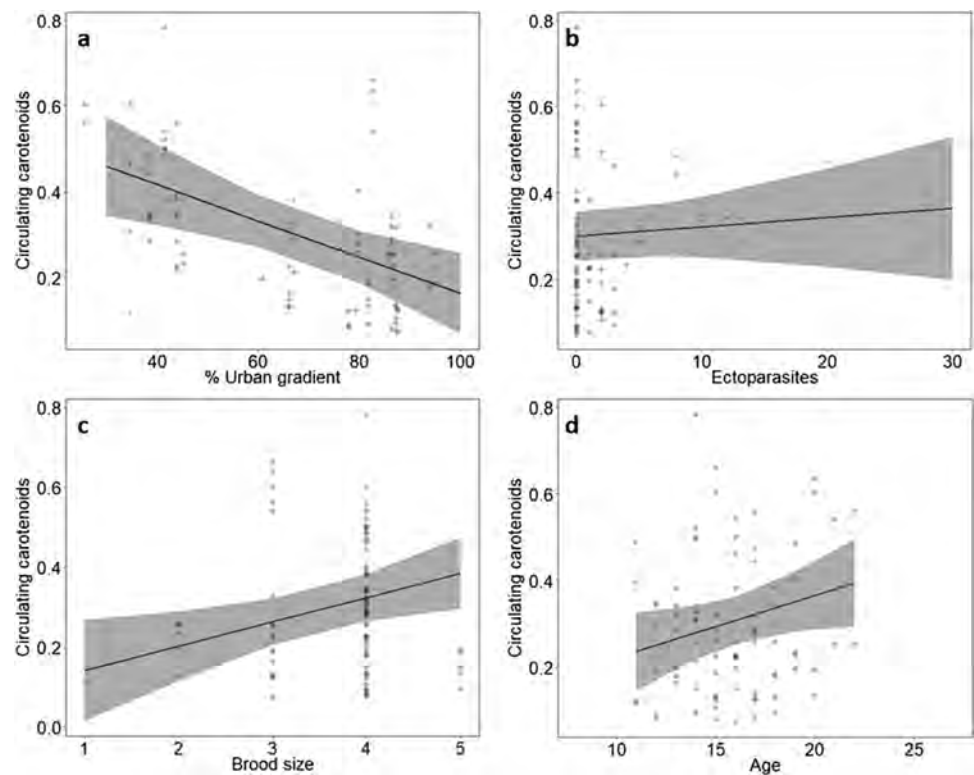 a
Circulating carotenoids
0.8
0.6
0.4
0.2
40 60 80 100
% Urban gradient
b
Circulating carotenoids
0.8
0.6
0.4
0.2
0 10 20 30
Ectoparasites
c
Circulating carotenoids
0.8
0.6
0.4
0.2
0.0
1 2 3 4 5
Brood size
d
Circulating carotenoids
0.8
0.6
0.4
0.2
10 15 20 25
Age